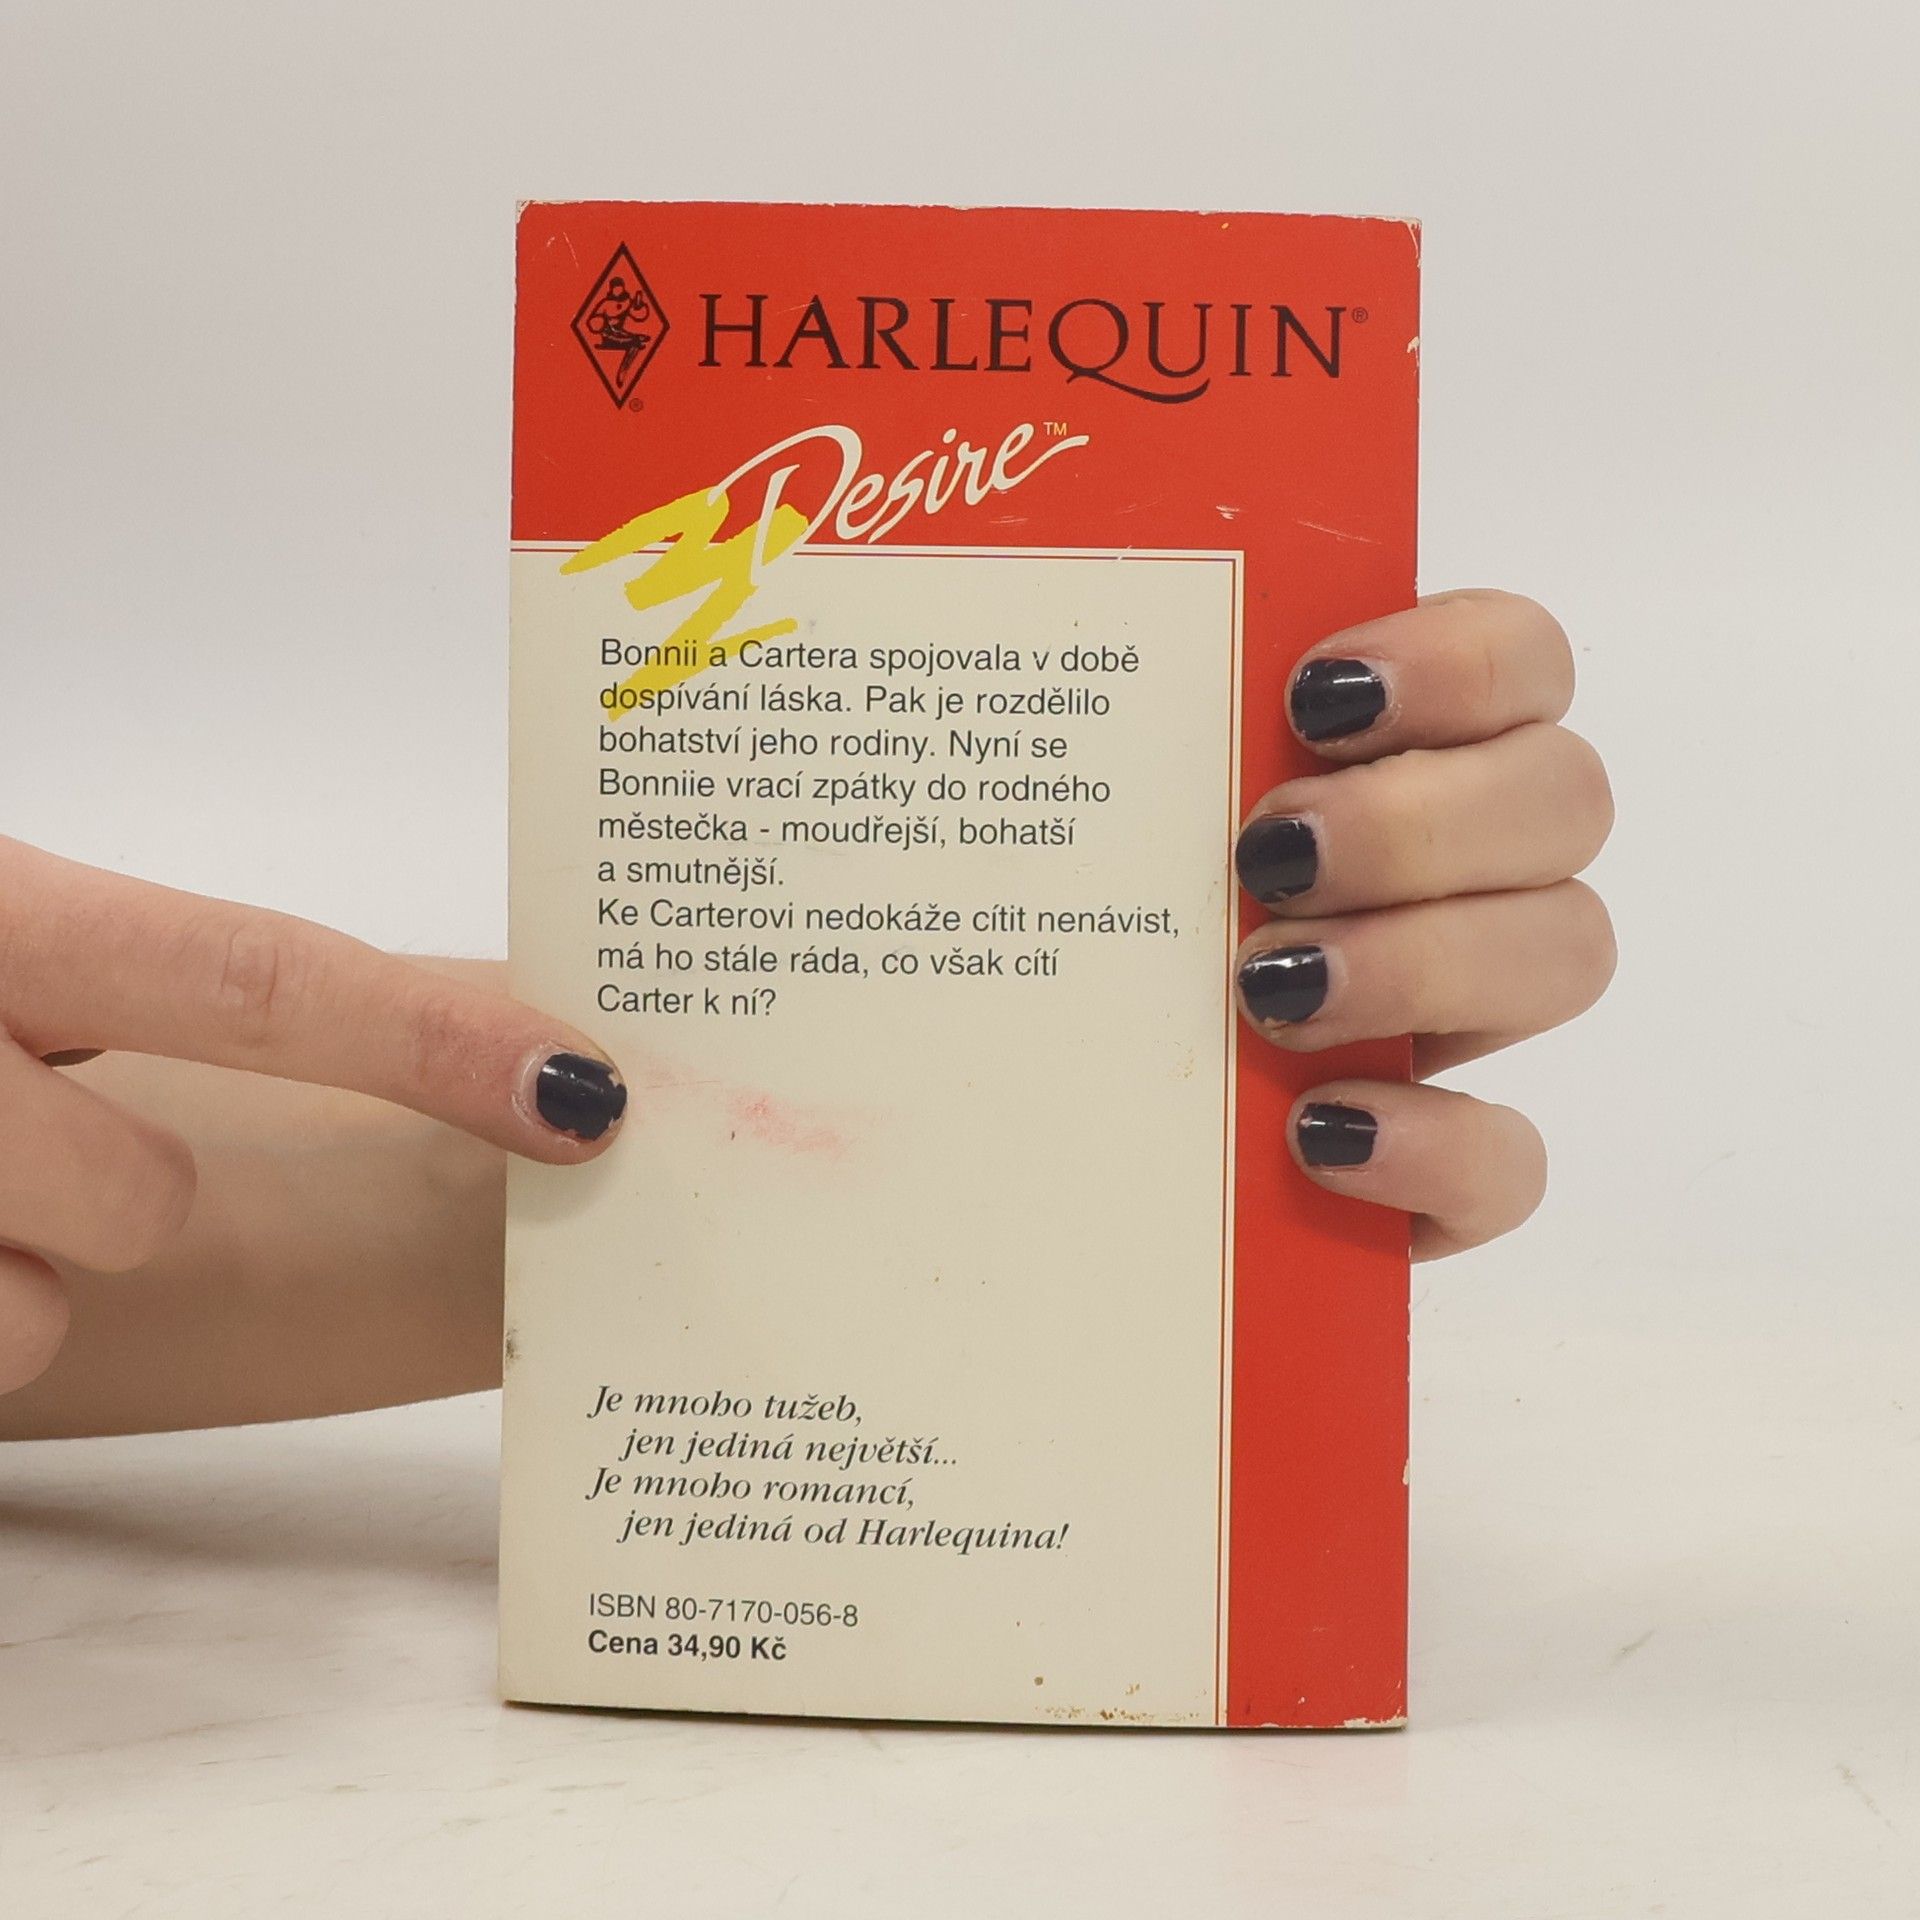 HARLEQUIN®
Desire™
Bonnii a Cartera spojovala v době
dospívání láska. Pak je rozdělilo
bohatství jeho rodiny. Nyní se
Bonniie vrací zpátky do rodného
městečka - moudřejší, bohatší
a smutnější.
Ke Carterovi nedokáže cítit nenávist,
má ho stále ráda, co však cítí
Carter k ní?
Je mnoho tužeb,
jen jediná největší...
Je mnoho romancí,
jen jediná od Harlequina!
ISBN 80-7170-056-8
Cena 34,90 Kč